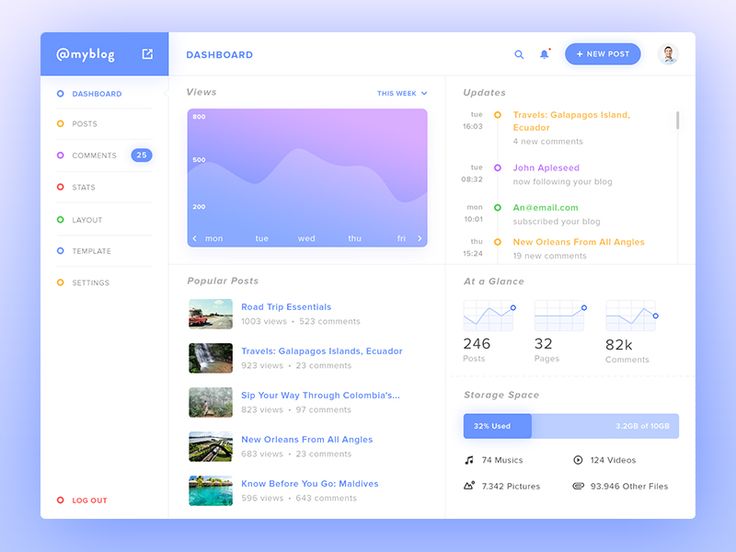 @myblog
DASHBOARD
+ NEW POST
DASHBOARD
POSTS
COMMENTS 25
STATS
LAYOUT
TEMPLATE
SETTINGS
LOG OUT
Views
THIS WEEK
800
500
200
mon tue wed thu fri
Updates
tue
16:03
Travels: Galapagos Island,
Ecuador
4 new comments
tue
08:32
John Apleseed
now following your blog
mon
10:01
An@email.com
subscribed your blog
thu
15:24
New Orleans From All Angles
19 new comments
Popular Posts
Road Trip Essentials
1003 views • 523 comments
Travels: Galapagos Islands, Ecuador
923 views • 23 comments
Sip Your Way Through Colombia's...
823 views • 97 comments
New Orleans From All Angles
683 views • 23 comments
Know Before You Go: Maldives
596 views • 643 comments
At a Glance
246
Posts
32
Pages
82k
Comments
Storage Space
32% Used 3.2GB of 10GB
74 Musics
124 Videos
7.342 Pictures
93.946 Other Files